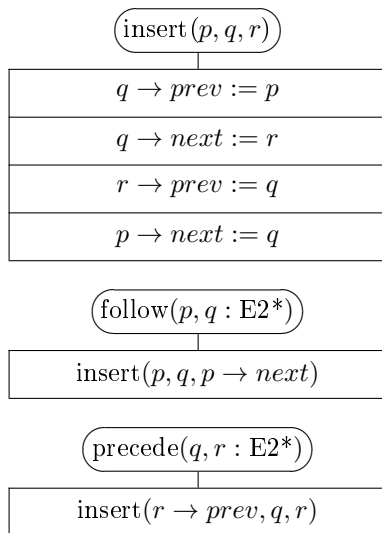 insert(p, q, r)
q → prev := p
q → next := r
r → prev := q
p → next := q
follow(p, q : E2*)
insert(p, q, p → next)
precede(q, r : E2*)
insert(r → prev, q, r)